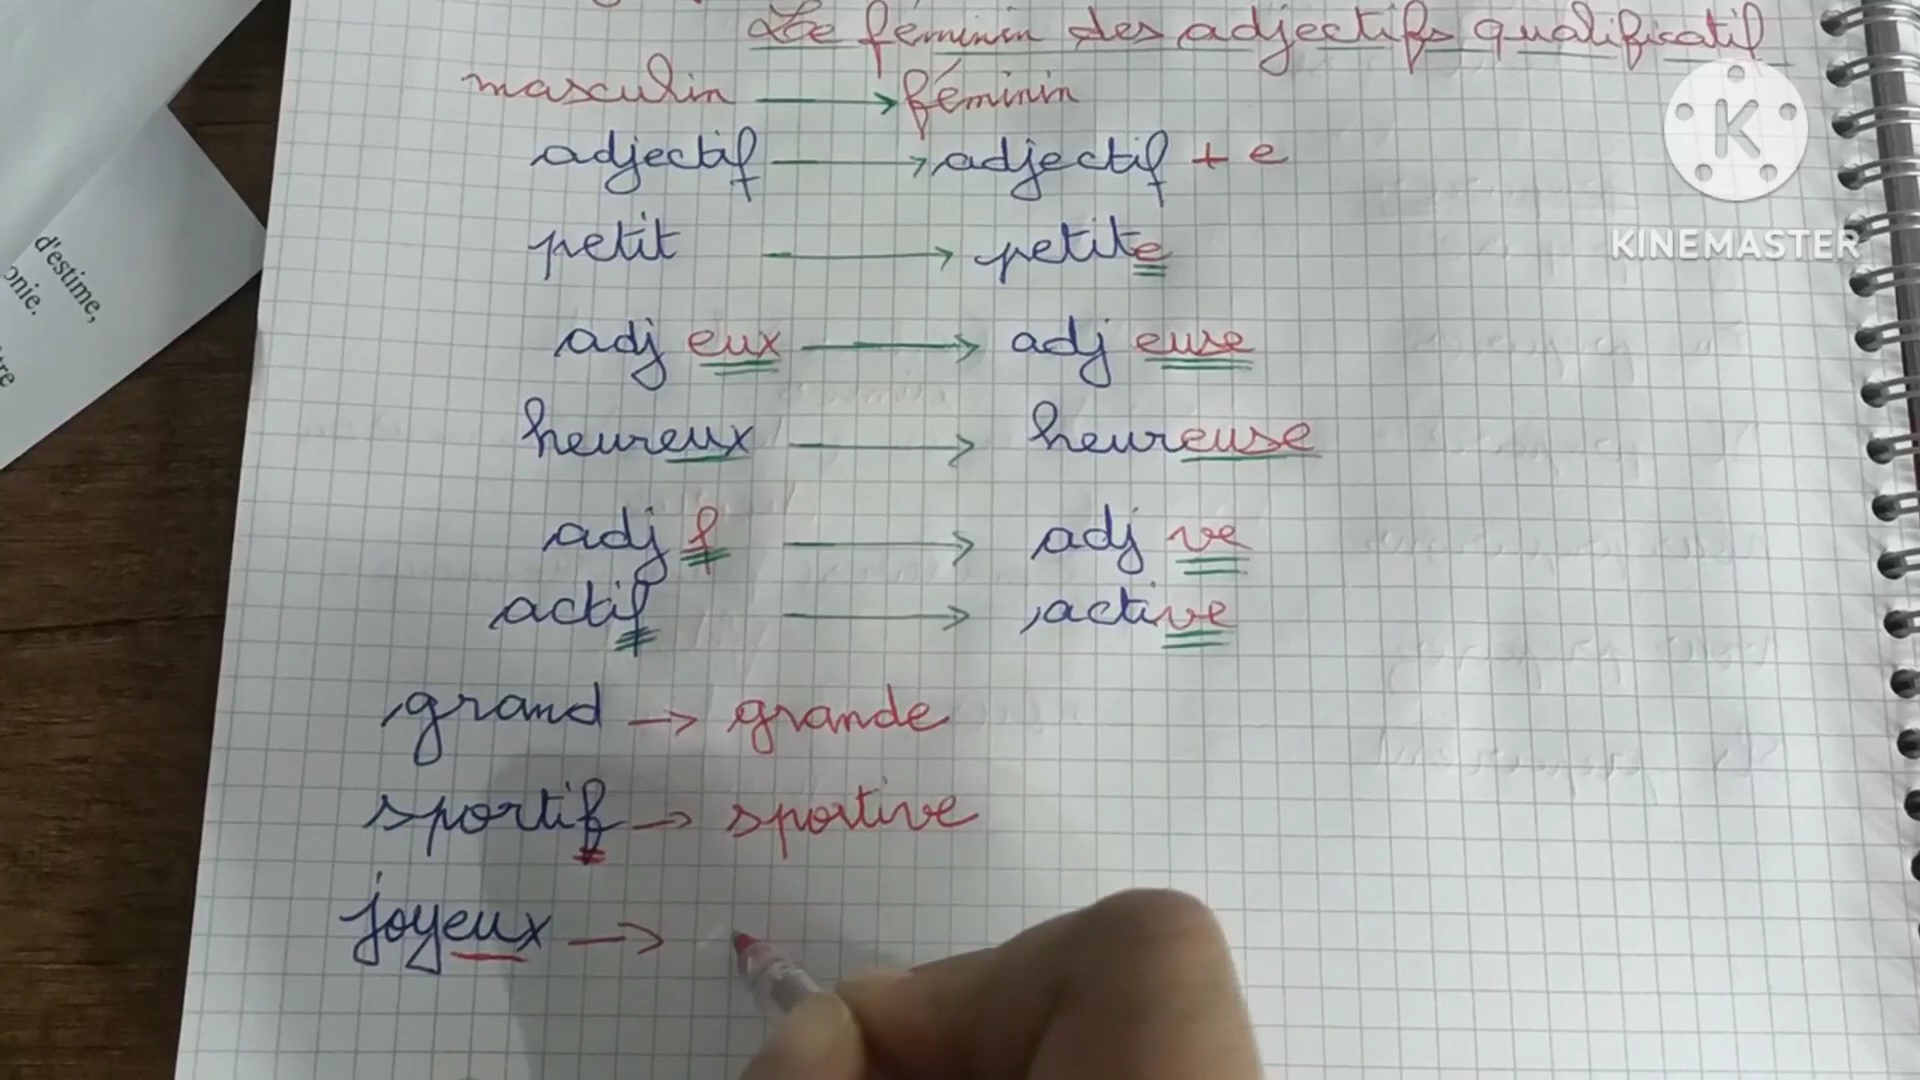 d'estime,
onie.
Le féminin des adjectifs qualificatif
masculin → féminin
adjectif → adjectif + e
petit → petite
adj eux → adj euse
heureux → heureuse
adj f → adj ve
actif → active
grand → grande
sportif → sportive
joyeux →
K
KINEMASTER